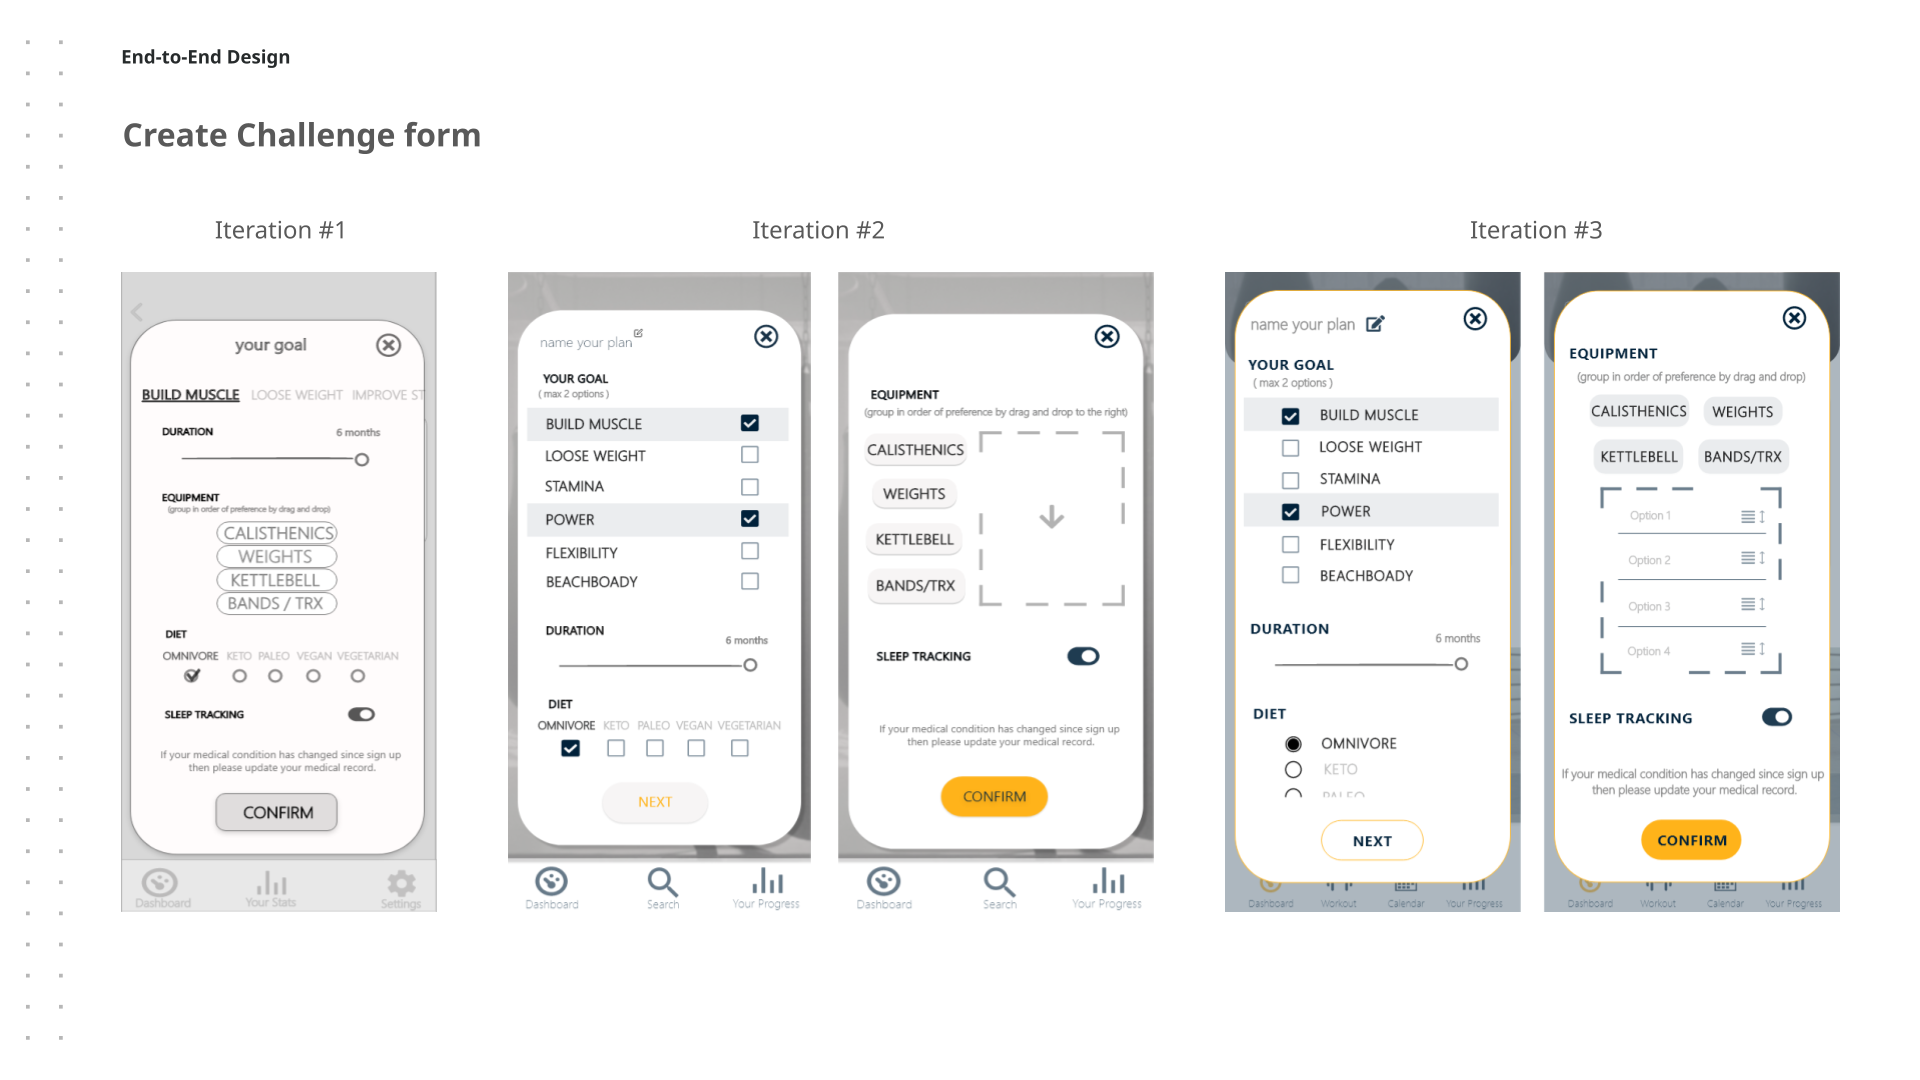 End-to-End Design
Create Challenge form
Iteration #1
your goal
BUILD MUSCLE LOOSE WEIGHT IMPROVE ST
DURATION
6 months
EQUIPMENT
(group in order of preference by drag and drop)
CALISTHENICS
WEIGHTS
KETTLEBELL
BANDS / TRX
DIET
OMNIVORE KETO PALEO VEGAN VEGETARIAN
SLEEP TRACKING
If your medical condition has changed since sign up
then please update your medical record.
CONFIRM
Dashboard Your Stats Settings
Iteration #2
name your plan
YOUR GOAL
( max 2 options )
BUILD MUSCLE
LOOSE WEIGHT
STAMINA
POWER
FLEXIBILITY
BEACHBOADY
DURATION
6 months
DIET
OMNIVORE KETO PALEO VEGAN VEGETARIAN
NEXT
Dashboard Search Your Progress
EQUIPMENT
(group in order of preference by drag and drop to the right)
CALISTHENICS
WEIGHTS
KETTLEBELL
BANDS/TRX
SLEEP TRACKING
If your medical condition has changed since sign up
then please update your medical record.
CONFIRM
Dashboard Search Your Progress
Iteration #3
name your plan
YOUR GOAL
( max 2 options )
BUILD MUSCLE
LOOSE WEIGHT
STAMINA
POWER
FLEXIBILITY
BEACHBOADY
DURATION
6 months
DIET
OMNIVORE
KETO
PALEO
NEXT
Dashboard Workout Calendar Your Progress
EQUIPMENT
(group in order of preference by drag and drop)
CALISTHENICS WEIGHTS
KETTLEBELL BANDS/TRX
Option 1
Option 2
Option 3
Option 4
SLEEP TRACKING
If your medical condition has changed since sign up
then please update your medical record.
CONFIRM
Dashboard Workout Calendar Your Progress